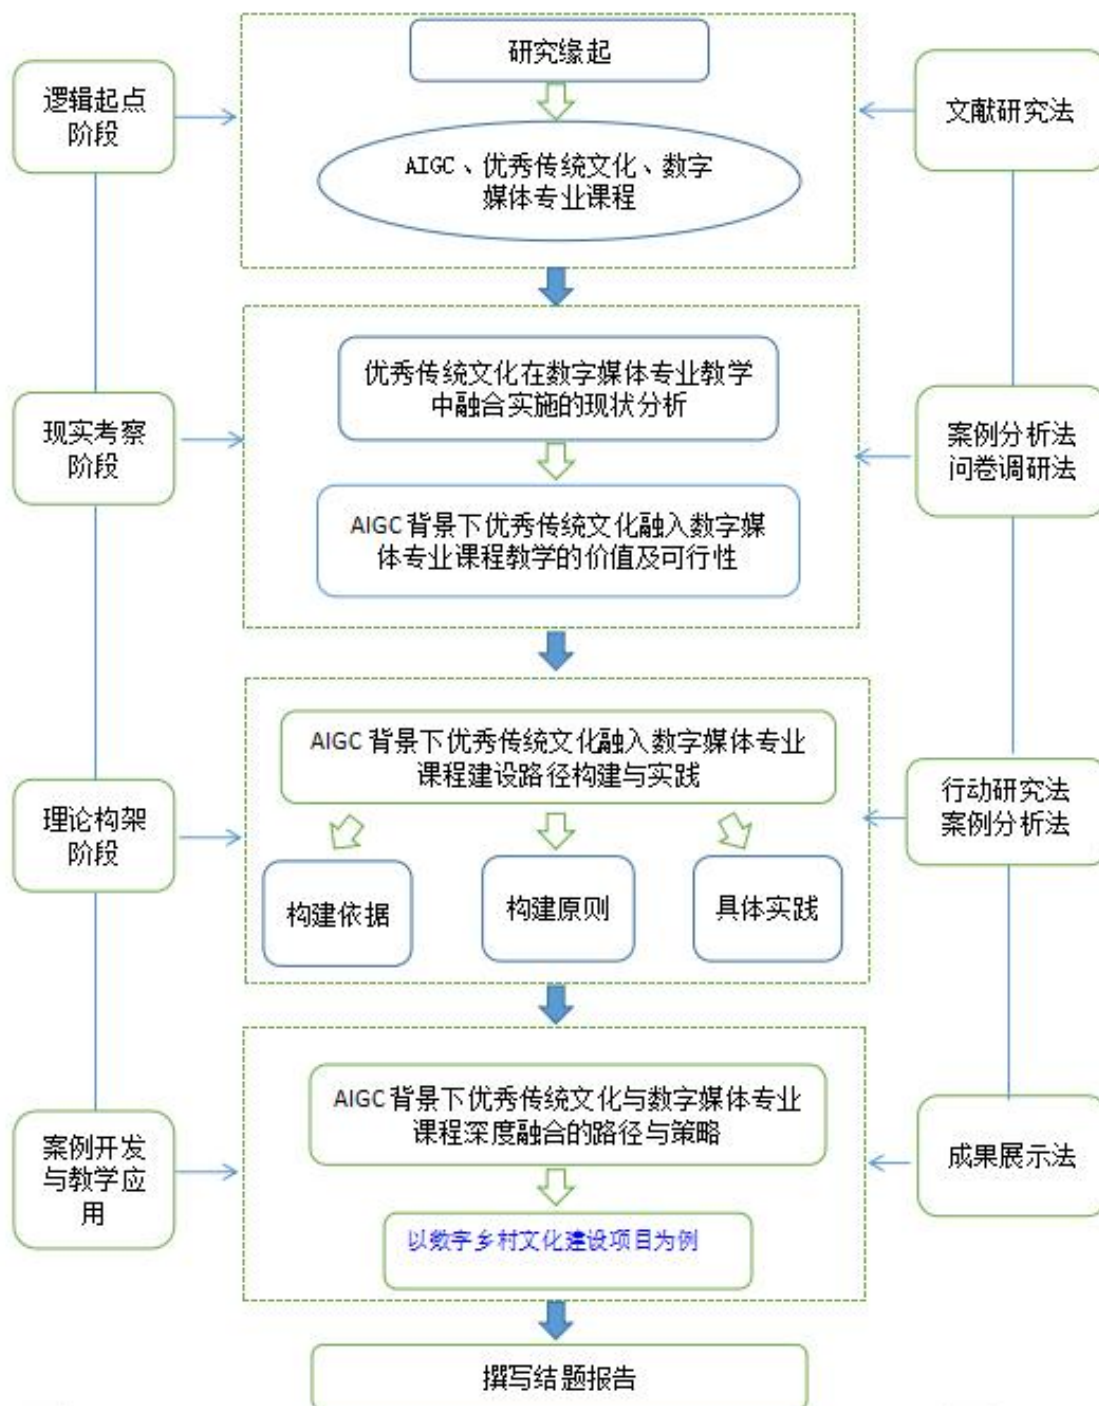 研究缘起
逻辑起点
阶段
文献研究法
AIGC、优秀传统文化、数字
媒体专业课程
优秀传统文化在数字媒体专业教学
中融合实施的现状分析
现实考察
阶段
案例分析法
问卷调研法
AIGC背景下优秀传统文化融入数字媒
体专业课程教学的价值及可行性
AIGC 背景下优秀传统文化融入数字媒体专业
课程建设路径构建与实践
理论构架
阶段
行动研究法
案例分析法
构建依据
构建原则
具体实践
AIGC背景下优秀传统文化与数字媒体专业
课程深度融合的路径与策略
案例开发
与教学应
用
成果展示法
以数字乡村文化建设项目为例
撰写结题报告